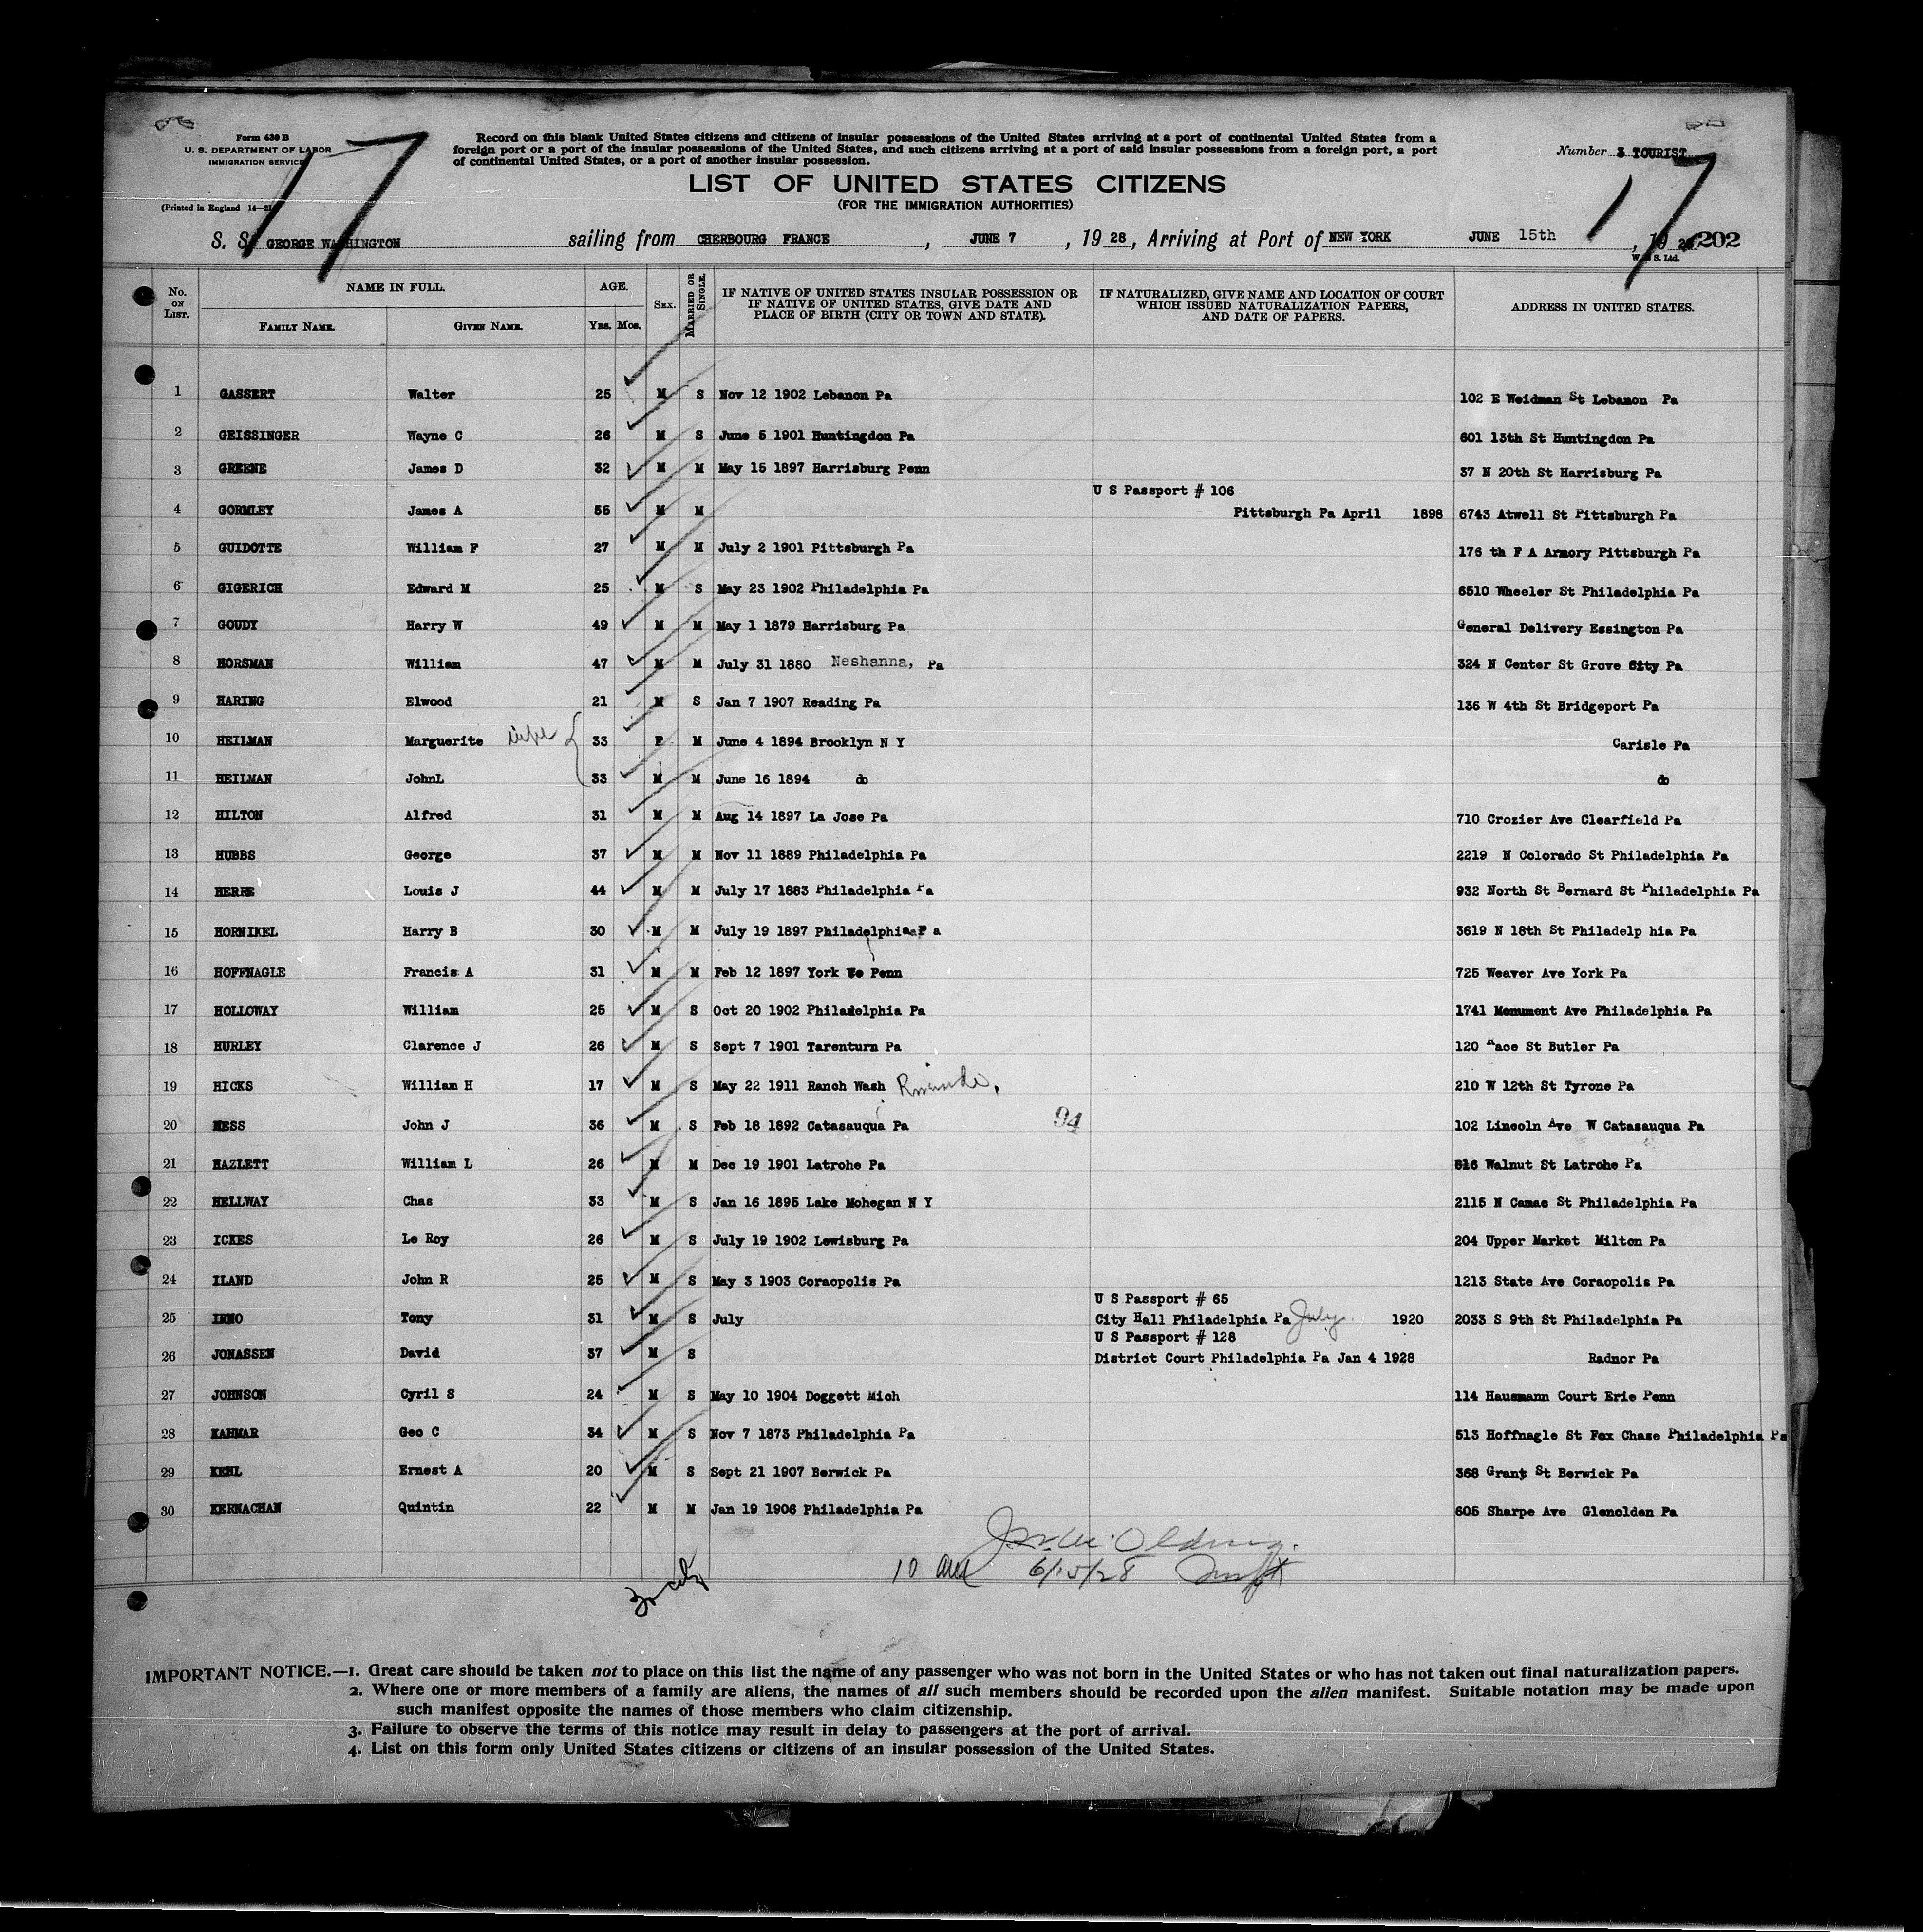 Form 630 B
U. S. DEPARTMENT OF LABOR
IMMIGRATION SERVICE
(Printed in England 14—21
17
Record on this blank United States citizens and citizens of insular possessions of the United States arriving at a port of continental United States from a
foreign port or a port of the insular possessions of the United States, and such citizens arriving at a port of said insular possessions from a foreign port, a port
of continental United States, or a port of another insular possession.
Number 3 TOURIST
17
LIST OF UNITED STATES CITIZENS
(FOR THE IMMIGRATION AUTHORITIES)
S. S. GEORGE WASHINGTON sailing from CHERBOURG FRANCE, JUNE 7, 19 28, Arriving at Port of NEW YORK JUNE 15th, 19 28 202
W. & S. Ltd.
No. ON LIST. NAME IN FULL. FAMILY NAME. GIVEN NAME. AGE. Yrs. Mos. SEX. MARRIED OR SINGLE. IF NATIVE OF UNITED STATES INSULAR POSSESSION OR IF NATIVE OF UNITED STATES, GIVE DATE AND PLACE OF BIRTH (CITY OR TOWN AND STATE). IF NATURALIZED, GIVE NAME AND LOCATION OF COURT WHICH ISSUED NATURALIZATION PAPERS, AND DATE OF PAPERS. ADDRESS IN UNITED STATES.
1 GASSERT Walter 25 M S Nov 12 1902 Lebanon Pa 102 E Weidman St Lebanon Pa
2 GEISSINGER Wayne C 26 M S June 5 1901 Huntingdon Pa 601 13th St Huntingdon Pa
3 GREENE James D 32 M M May 15 1897 Harrisburg Penn 37 N 20th St Harrisburg Pa
U S Passport # 106
4 GORMLEY James A 55 M M Pittsburgh Pa April 1898 6743 Atwell St Pittsburgh Pa
5 GUIDOTTE William F 27 M M July 2 1901 Pittsburgh Pa 176 th F A Armory Pittsburgh Pa
6 GIGERICH Edward M 25 M S May 23 1902 Philadelphia Pa 6510 Wheeler St Philadelphia Pa
7 GOUDY Harry W 49 M M May 1 1879 Harrisburg Pa General Delivery Essington Pa
8 HORSMAN William 47 M M July 31 1880 Neshanna, Pa 324 N Center St Grove City Pa
9 HARING Elwood 21 M S Jan 7 1907 Reading Pa 136 W 4th St Bridgeport Pa
10 HEILMAN Marguerite wife 33 F M June 4 1894 Brooklyn N Y Carisle Pa
11 HEILMAN JohnL 33 M M June 16 1894 do do
12 HILTON Alfred 31 M M Aug 14 1897 La Jose Pa 710 Crozier Ave Clearfield Pa
13 HUBBS George 37 M M Nov 11 1889 Philadelphia Pa 2219 N Colorado St Philadelphia Pa
14 HERRE Louis J 44 M M July 17 1883 Philadelphia Pa 932 North St Bernard St Philadelphia Pa
15 HORNIKEL Harry B 30 M M July 19 1897 Philadelphia Pa 3619 N 18th St Philadelp hia Pa
16 HOFFNAGLE Francis A 31 M M Feb 12 1897 York Penn 725 Weaver Ave York Pa
17 HOLLOWAY William 25 M S Oct 20 1902 Philadelphia Pa 1741 Monument Ave Philadelphia Pa
18 HURLEY Clarence J 26 M S Sept 7 1901 Tarenturn Pa 120 Race St Butler Pa
19 HICKS William H 17 M S May 22 1911 Ranch Wash 210 W 12th St Tyrone Pa
20 HESS John J 36 M S Feb 18 1892 Catasauqua Pa 94 102 Lincoln Ave W Catasauqua Pa
21 HAZLETT William L 26 M M Dec 19 1901 Latrohe Pa 516 Walnut St Latrohe Pa
22 HELLWAY Chas 33 M S Jan 16 1895 Lake Mohegan N Y 2115 N Camac St Philadelphia Pa
23 ICKES Le Roy 26 M S July 19 1902 Lewisburg Pa 204 Upper Market Milton Pa
24 ILAND John R 25 M S May 3 1903 Coraopolis Pa 1213 State Ave Coraopolis Pa
U S Passport # 65
25 IRNO Tony 31 M S July City Hall Philadelphia Pa July 1920 2033 S 9th St Philadelphia Pa
U S Passport # 128
26 JONASSEN David 37 M S District Court Philadelphia Pa Jan 4 1928 Radnor Pa
27 JOHNSON Cyril S 24 M S May 10 1904 Doggett Mich 114 Hausmann Court Erie Penn
28 KAHMAR Geo C 34 M S Nov 7 1873 Philadelphia Pa 513 Hoffnagle St Fox Chase Philadelphia Pa
29 KEHL Ernest A 20 M S Sept 21 1907 Berwick Pa 368 Grant St Berwick Pa
30 KERNACHAN Quintin 22 M M Jan 19 1906 Philadelphia Pa 605 Sharpe Ave Glenolden Pa
10 6/15/28
IMPORTANT NOTICE.—1. Great care should be taken not to place on this list the name of any passenger who was not born in the United States or who has not taken out final naturalization papers.
2. Where one or more members of a family are aliens, the names of all such members should be recorded upon the alien manifest. Suitable notation may be made upon
such manifest opposite the names of those members who claim citizenship.
3. Failure to observe the terms of this notice may result in delay to passengers at the port of arrival.
4. List on this form only United States citizens or citizens of an insular possession of the United States.